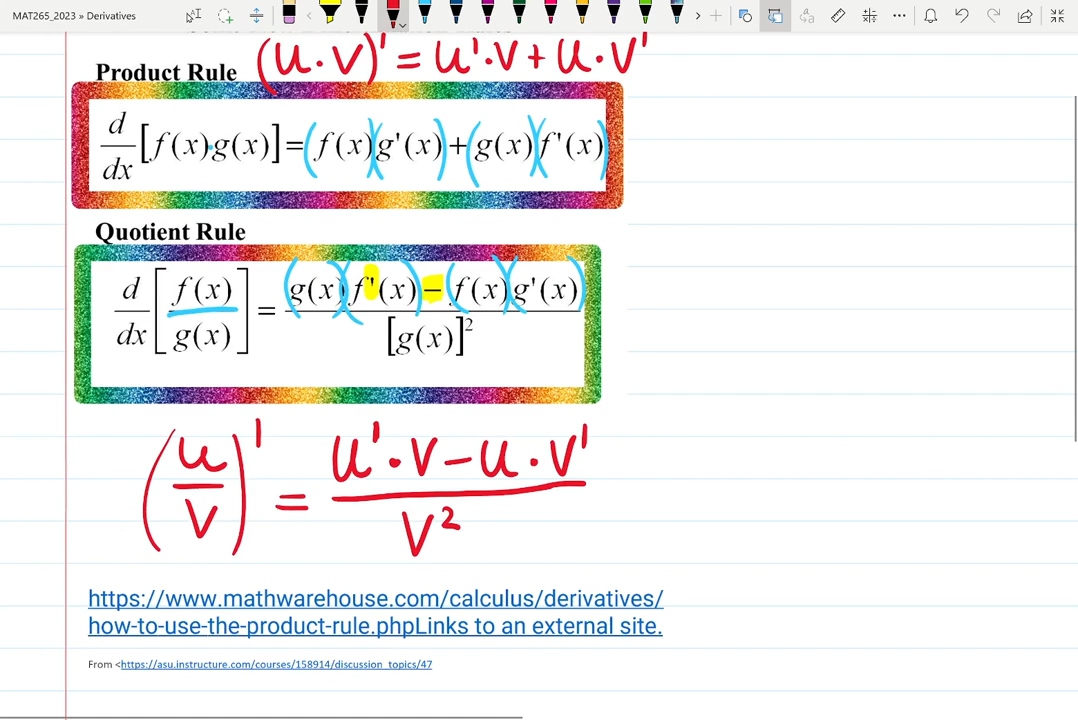 MAT265_2023 » Derivatives
(u · v)' = u' · v + u · v'
Product Rule
d/dx [f(x)·g(x)] = (f(x))(g'(x)) + (g(x))(f'(x))
Quotient Rule
d/dx [f(x)/g(x)] = ((g(x))(f'(x)) − (f(x))(g'(x)))/[g(x)]²
(u/v)' = (u' · v − u · v')/v²
https://www.mathwarehouse.com/calculus/derivatives/
how-to-use-the-product-rule.phpLinks to an external site.
From <https://asu.instructure.com/courses/158914/discussion_topics/47